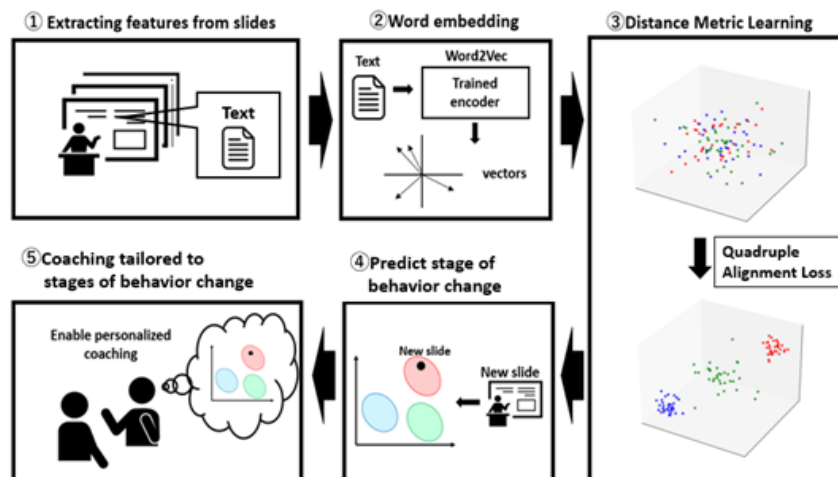 ① Extracting features from slides
Text
② Word embedding
Word2Vec
Text
Trained
encoder
vectors
③ Distance Metric Learning
Quadruple
Alignment Loss
④ Predict stage of
behavior change
New slide
New slide
⑤ Coaching tailored to
stages of behavior change
Enable personalized
coaching